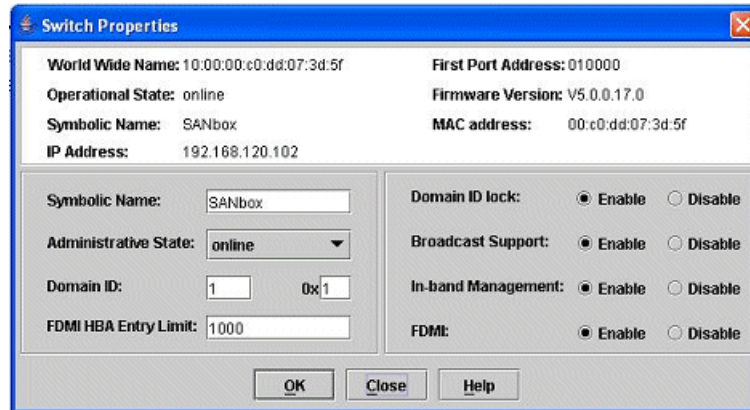 Switch Properties
World Wide Name: 10:00:00:c0:dd:07:3d:5f
First Port Address: 010000
Operational State: online
Firmware Version: V5.0.0.17.0
Symbolic Name: SANbox
MAC address: 00:c0:dd:07:3d:5f
IP Address: 192.168.120.102
Symbolic Name: SANbox
Administrative State: online
Domain ID: 1 0x 1
FDMI HBA Entry Limit: 1000
Domain ID lock: Enable Disable
Broadcast Support: Enable Disable
In-band Management: Enable Disable
FDMI: Enable Disable
OK Close Help